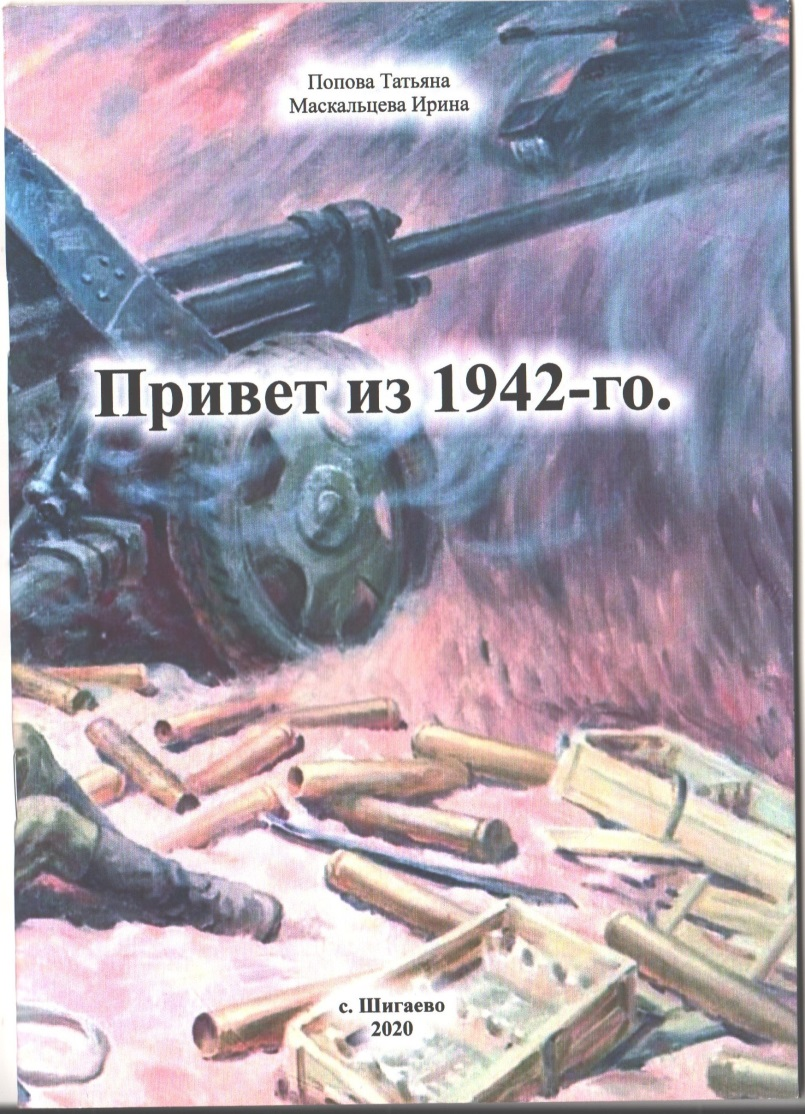 Попова Татьяна
Маскальцева Ирина
Привет из 1942-го.
с. Шигаево
2020